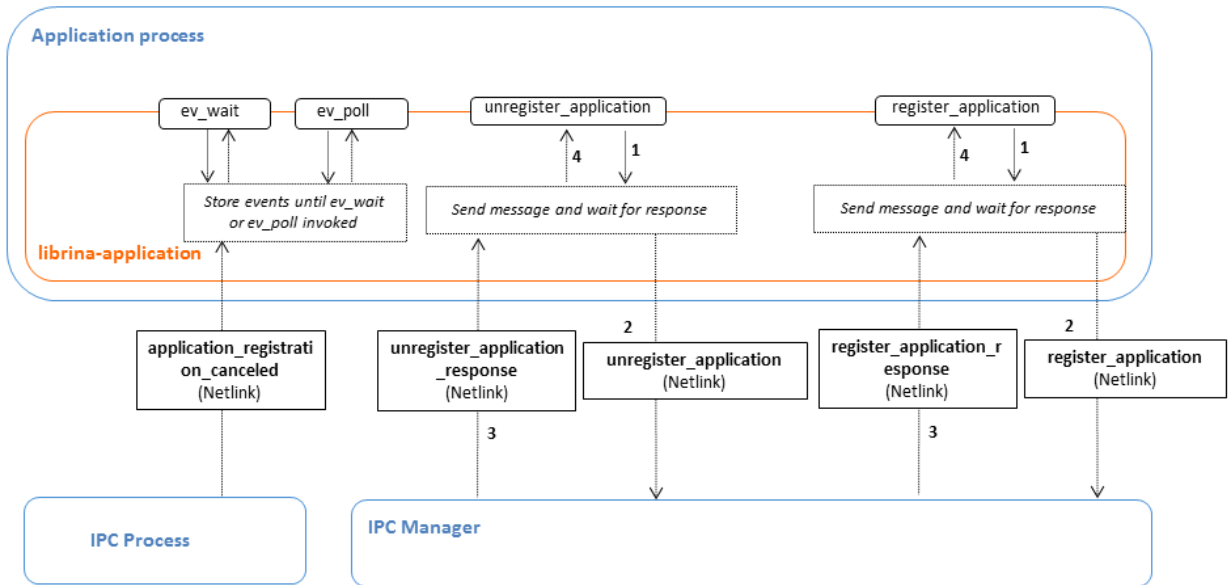 Application process
ev_wait
ev_poll
unregister_application
register_application
4
1
4
1
Store events until ev_wait
or ev_poll invoked
Send message and wait for response
Send message and wait for response
librina-application
2
2
application_registrati
on_canceled
(Netlink)
unregister_application
_response
(Netlink)
unregister_application
(Netlink)
register_application_r
esponse
(Netlink)
register_application
(Netlink)
3
3
IPC Process
IPC Manager